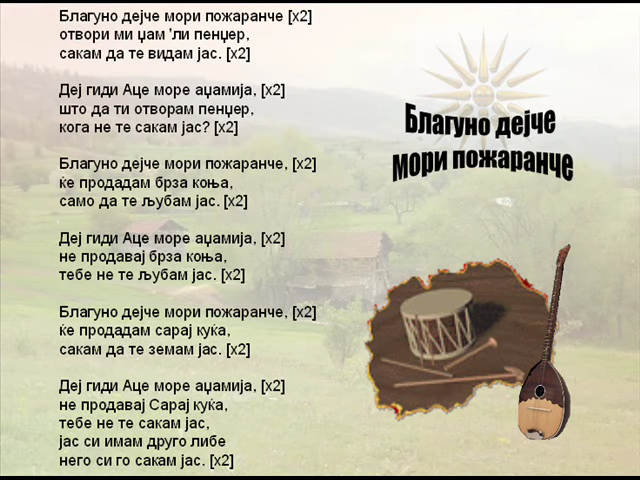 Благуно дејче мори пожаранче [x2]
отвори ми џам 'ли пенџер,
сакам да те видам јас. [x2]
Деј гиди Аце море аџамија, [x2]
што да ти отворам пенџер,
кога не те сакам јас? [x2]
Благуно дејче мори пожаранче, [x2]
ќе продадам брза коња,
само да те љубам јас. [x2]
Деј гиди Аце море аџамија, [x2]
не продавај брза коња,
тебе не те љубам јас. [x2]
Благуно дејче мори пожаранче, [x2]
ќе продадам сарај куќа,
сакам да те земам јас. [x2]
Деј гиди Аце море аџамија, [x2]
не продавај Сарај куќа,
тебе не те сакам јас,
јас си имам друго либе
него си го сакам јас. [x2]
Благуно дејче
мори пожаранче